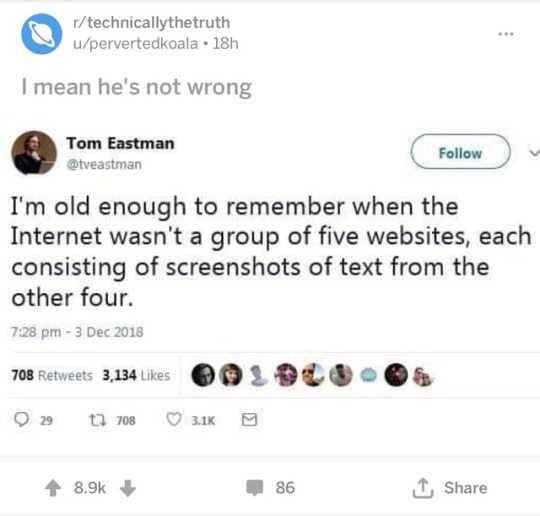 r/technicallythetruth
u/pervertedkoala • 18h
I mean he's not wrong
Tom Eastman
@tveastman
Follow
I'm old enough to remember when the
Internet wasn't a group of five websites, each
consisting of screenshots of text from the
other four.
7:28 pm - 3 Dec 2018
708 Retweets 3,134 Likes
29 708 3.1K
8.9k 86 Share